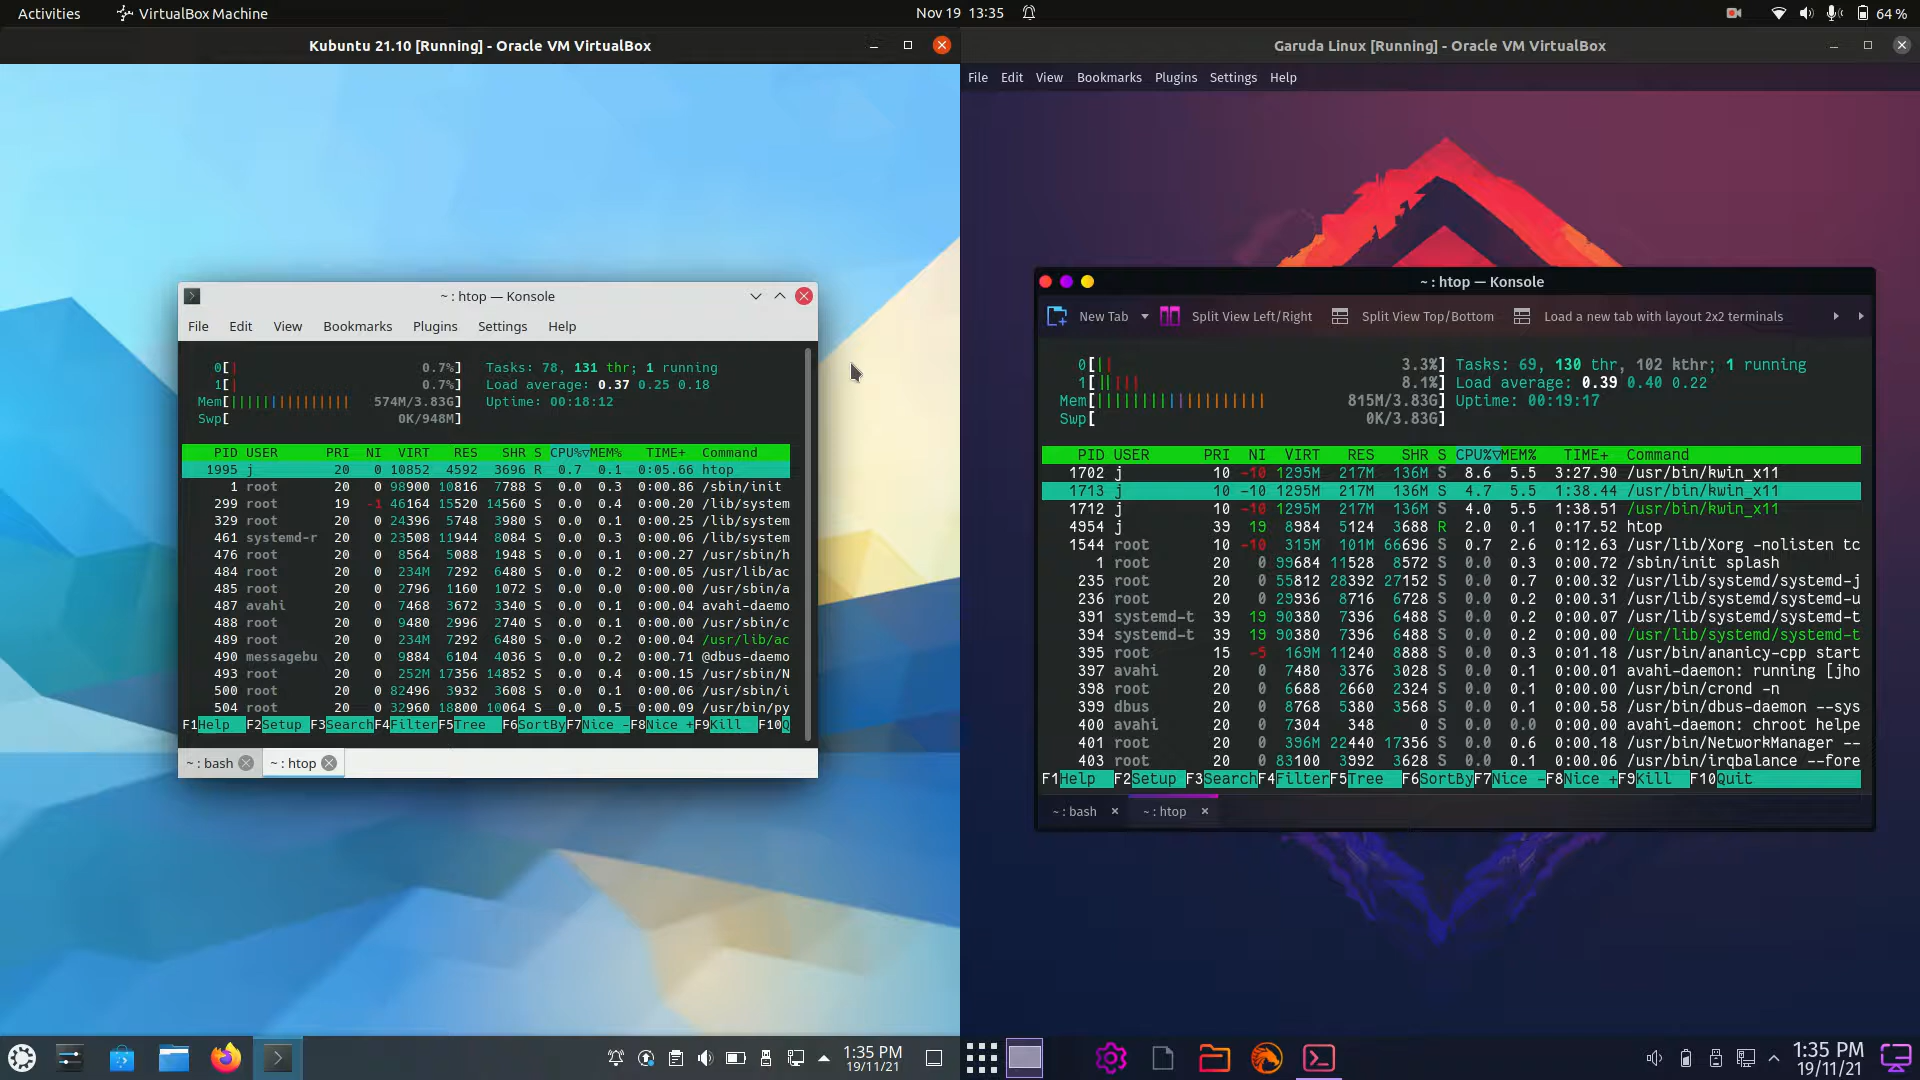 Activities VirtualBox Machine Nov 19 13:35 64 %
Kubuntu 21.10 [Running] - Oracle VM VirtualBox
~ : htop — Konsole
File Edit View Bookmarks Plugins Settings Help
0[| 0.7%] Tasks: 78, 131 thr; 1 running
1[| 0.7%] Load average: 0.37 0.25 0.18
Mem[||||||||||||||| 574M/3.83G] Uptime: 00:18:12
Swp[ 0K/948M]
PID USER PRI NI VIRT RES SHR S CPU%▽MEM% TIME+ Command
1995 j 20 0 10852 4592 3696 R 0.7 0.1 0:05.66 htop
1 root 20 0 98900 10816 7788 S 0.0 0.3 0:00.86 /sbin/init
299 root 19 -1 46164 15520 14560 S 0.0 0.4 0:00.20 /lib/system
329 root 20 0 24396 5748 3980 S 0.0 0.1 0:00.25 /lib/system
461 systemd-r 20 0 23508 11944 8084 S 0.0 0.3 0:00.06 /lib/system
476 root 20 0 8564 5088 1948 S 0.0 0.1 0:00.27 /usr/sbin/h
484 root 20 0 234M 7292 6480 S 0.0 0.2 0:00.05 /usr/lib/ac
485 root 20 0 2796 1160 1072 S 0.0 0.0 0:00.00 /usr/sbin/a
487 avahi 20 0 7468 3672 3340 S 0.0 0.1 0:00.04 avahi-daemo
488 root 20 0 9480 2996 2740 S 0.0 0.1 0:00.00 /usr/sbin/c
489 root 20 0 234M 7292 6480 S 0.0 0.2 0:00.04 /usr/lib/ac
490 messagebu 20 0 9884 6104 4036 S 0.0 0.2 0:00.71 @dbus-daemo
493 root 20 0 252M 17356 14852 S 0.0 0.4 0:00.15 /usr/sbin/N
500 root 20 0 82496 3932 3608 S 0.0 0.1 0:00.06 /usr/sbin/i
504 root 20 0 32960 18800 10064 S 0.0 0.5 0:00.09 /usr/bin/py
F1Help F2Setup F3SearchF4FilterF5Tree F6SortByF7Nice -F8Nice +F9Kill F10Q
~ : bash ~ : htop
1:35 PM
19/11/21
Garuda Linux [Running] - Oracle VM VirtualBox
File Edit View Bookmarks Plugins Settings Help
~ : htop — Konsole
New Tab Split View Left/Right Split View Top/Bottom Load a new tab with layout 2x2 terminals
0[|| 3.3%] Tasks: 69, 130 thr, 102 kthr; 1 running
1[||||| 8.1%] Load average: 0.39 0.40 0.22
Mem[||||||||||||||||||| 815M/3.83G] Uptime: 00:19:17
Swp[ 0K/3.83G]
PID USER PRI NI VIRT RES SHR S CPU%▽MEM% TIME+ Command
1702 j 10 -10 1295M 217M 136M S 8.6 5.5 3:27.90 /usr/bin/kwin_x11
1713 j 10 -10 1295M 217M 136M S 4.7 5.5 1:38.44 /usr/bin/kwin_x11
1712 j 10 -10 1295M 217M 136M S 4.0 5.5 1:38.51 /usr/bin/kwin_x11
4954 j 39 19 8984 5124 3688 R 2.0 0.1 0:17.52 htop
1544 root 10 -10 315M 101M 66696 S 0.7 2.6 0:12.63 /usr/lib/Xorg -nolisten tc
1 root 20 0 99684 11528 8572 S 0.0 0.3 0:00.72 /sbin/init splash
235 root 20 0 55812 28392 27152 S 0.0 0.7 0:00.32 /usr/lib/systemd/systemd-j
236 root 20 0 29936 8716 6728 S 0.0 0.2 0:00.31 /usr/lib/systemd/systemd-u
391 systemd-t 39 19 90380 7396 6488 S 0.0 0.2 0:00.07 /usr/lib/systemd/systemd-t
394 systemd-t 39 19 90380 7396 6488 S 0.0 0.2 0:00.00 /usr/lib/systemd/systemd-t
395 root 15 -5 169M 11240 8888 S 0.0 0.3 0:01.18 /usr/bin/ananicy-cpp start
397 avahi 20 0 7480 3376 3028 S 0.0 0.1 0:00.01 avahi-daemon: running [jho
398 root 20 0 6688 2660 2324 S 0.0 0.1 0:00.00 /usr/bin/crond -n
399 dbus 20 0 8768 5380 3568 S 0.0 0.1 0:00.58 /usr/bin/dbus-daemon --sys
400 avahi 20 0 7304 348 0 S 0.0 0.0 0:00.00 avahi-daemon: chroot helpe
401 root 20 0 396M 22440 17356 S 0.0 0.6 0:00.18 /usr/bin/NetworkManager --
403 root 20 0 83100 3992 3628 S 0.0 0.1 0:00.06 /usr/bin/irqbalance --fore
F1Help F2Setup F3SearchF4FilterF5Tree F6SortByF7Nice -F8Nice +F9Kill F10Quit
~ : bash ~ : htop
1:35 PM
19/11/21